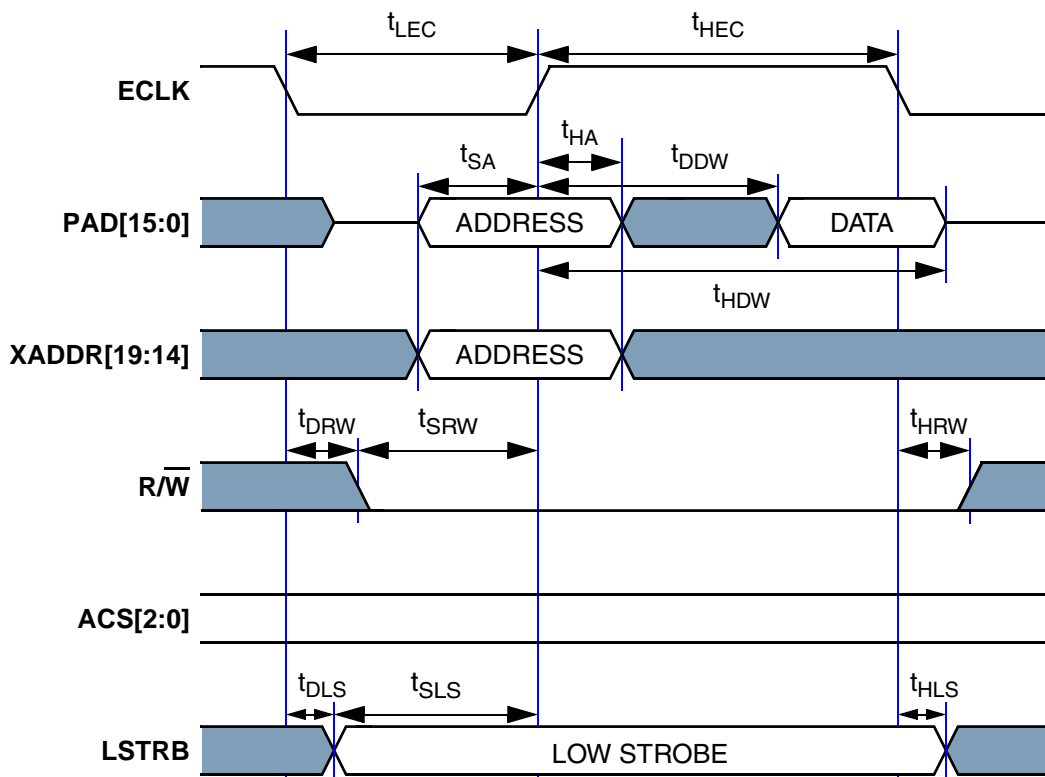 tLEC tHEC
ECLK
tHA
tSA tDDW
PAD[15:0] ADDRESS DATA
tHDW
XADDR[19:14] ADDRESS
tDRW tSRW tHRW
R/W̅
ACS[2:0]
tDLS tSLS tHLS
LSTRB LOW STROBE